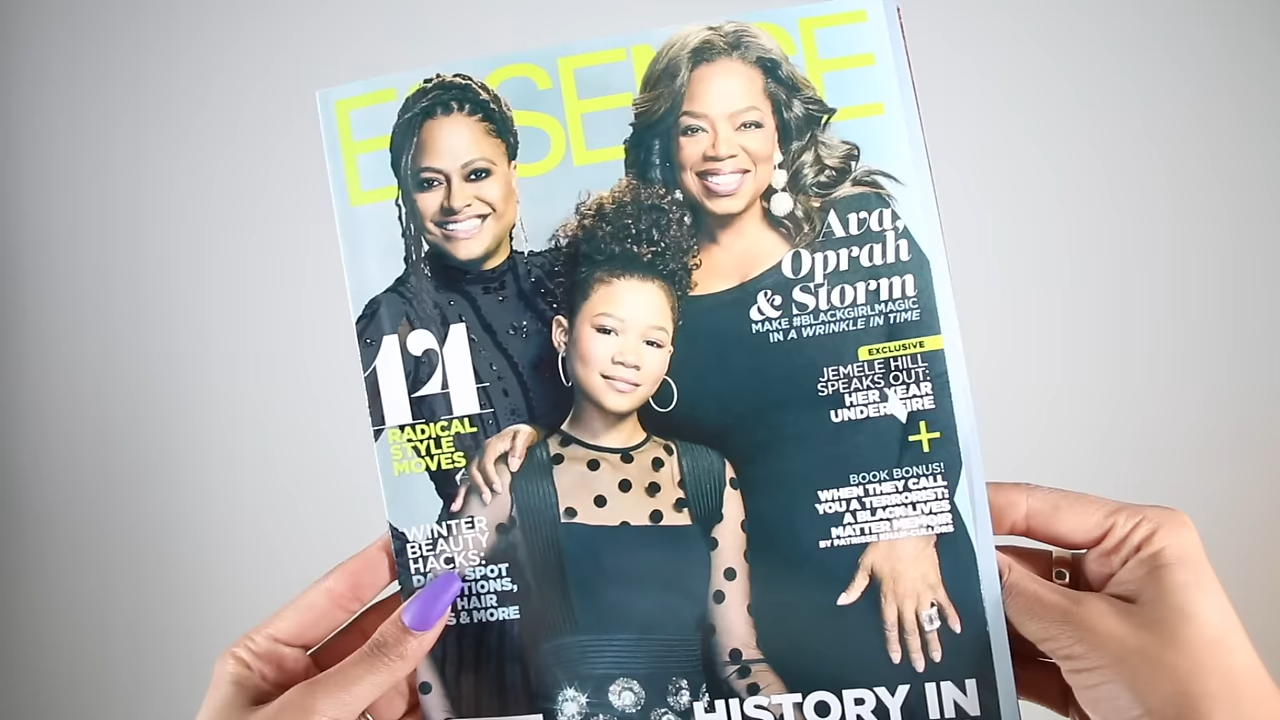 ESSENCE
Ava,
Oprah
& Storm
MAKE #BLACKGIRLMAGIC
IN A WRINKLE IN TIME
EXCLUSIVE
JEMELE HILL
SPEAKS OUT:
HER YEAR
UNDER FIRE
+
BOOK BONUS!
WHEN THEY CALL
YOU A TERRORIST:
A BLACK LIVES
MATTER MEMOIR
BY PATRISSE KHAN-CULLORS
14
RADICAL
STYLE
MOVES
WINTER
BEAUTY
HACKS:
SPOT
HAIR
& MORE
HISTORY IN